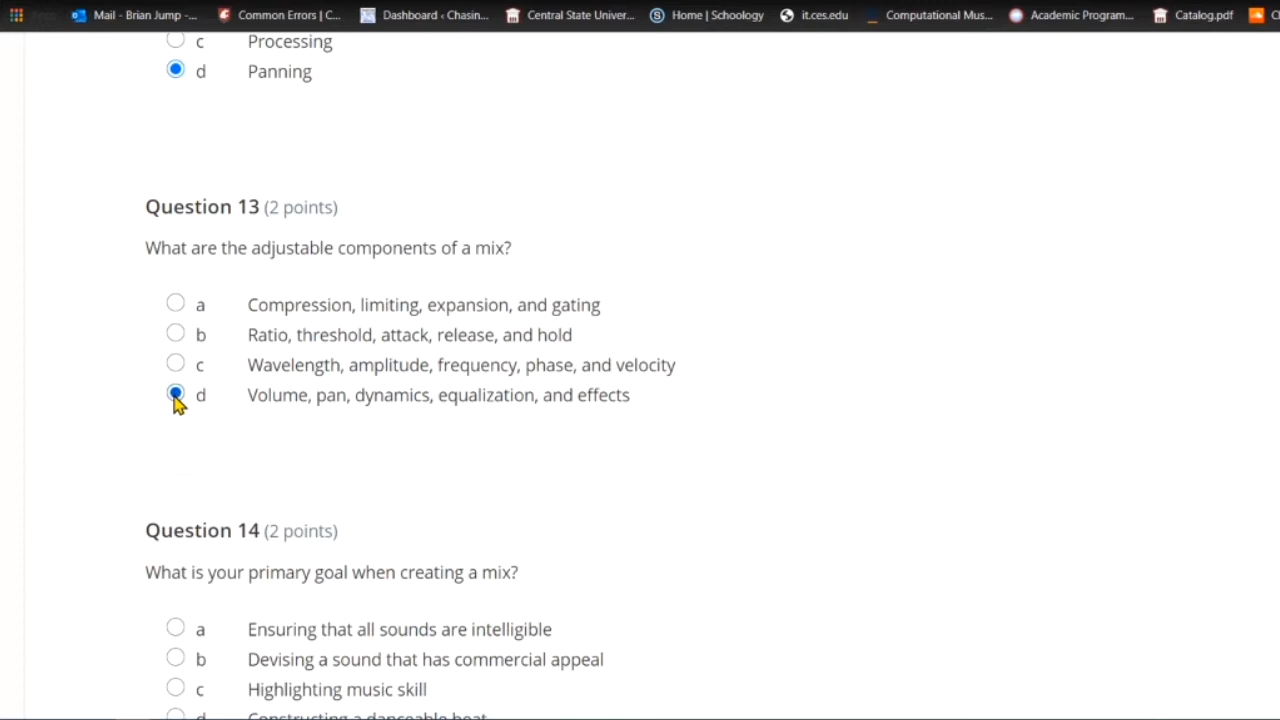 Mail - Brian Jump -... Common Errors | C... Dashboard ‹ Chasin... Central State Univer... Home | Schoology it.ces.edu Computational Mus... Academic Program... Catalog.pdf
c Processing
d Panning
Question 13 (2 points)
What are the adjustable components of a mix?
a Compression, limiting, expansion, and gating
b Ratio, threshold, attack, release, and hold
c Wavelength, amplitude, frequency, phase, and velocity
d Volume, pan, dynamics, equalization, and effects
Question 14 (2 points)
What is your primary goal when creating a mix?
a Ensuring that all sounds are intelligible
b Devising a sound that has commercial appeal
c Highlighting music skill
d Constructing a danceable beat